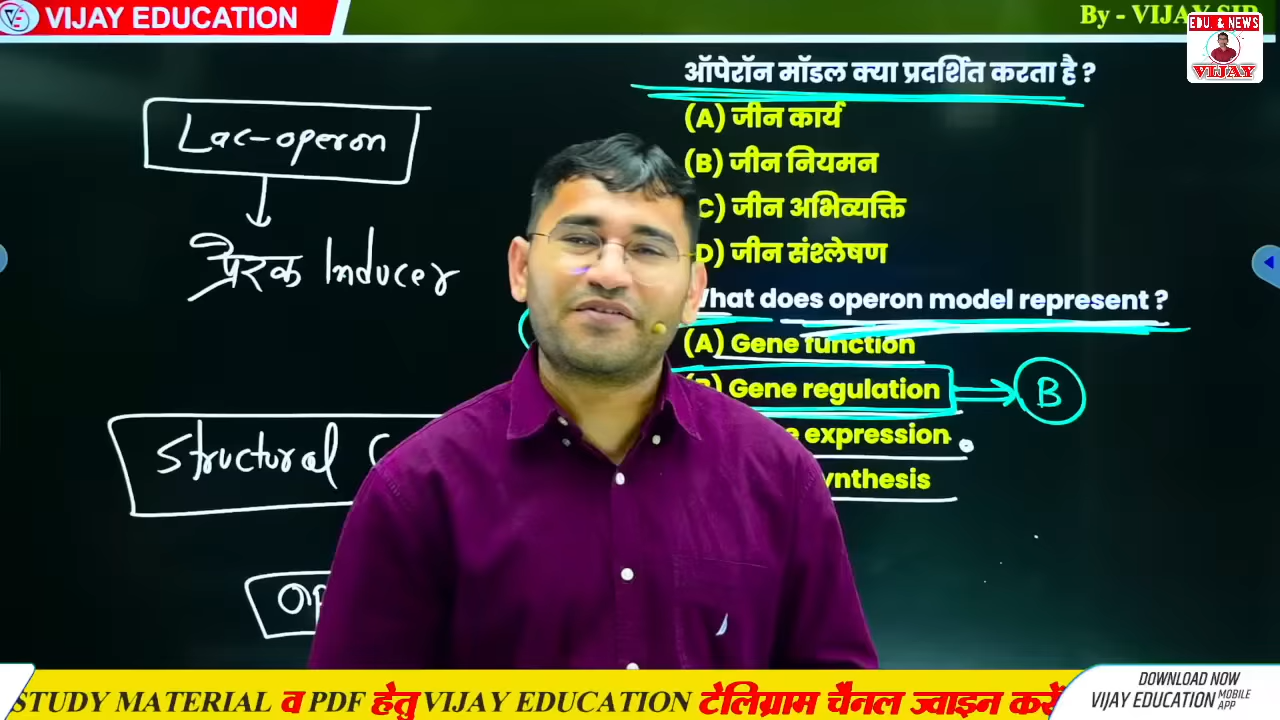 VIJAY EDUCATION
By - VIJAY SIR
EDU. & NEWS
VIJAY
Lac-operon
प्रेरक Inducer
Structural
ऑपेरॉन मॉडल क्या प्रदर्शित करता है ?
(A) जीन कार्य
(B) जीन नियमन
C) जीन अभिव्यक्ति
D) जीन संश्लेषण
What does operon model represent ?
(A) Gene function
(B) Gene regulation
B
expression
ynthesis
STUDY MATERIAL व PDF हेतु VIJAY EDUCATION टेलिग्राम चैनल ज्वाइन करें
DOWNLOAD NOW
VIJAY EDUCATION MOBILE APP